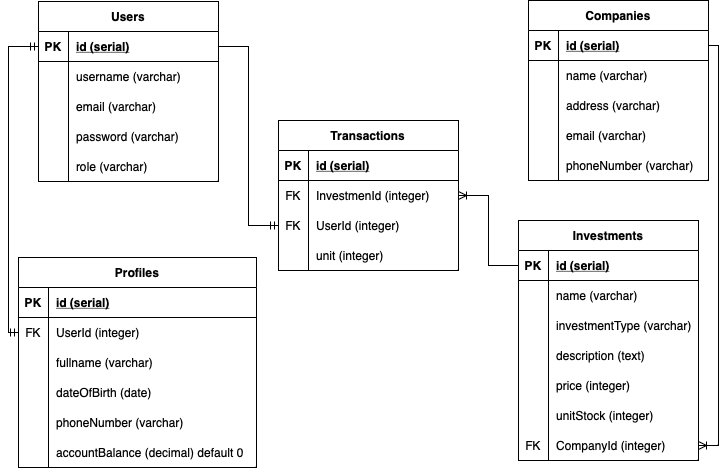 Users
PK id (serial)
username (varchar)
email (varchar)
password (varchar)
role (varchar)
Companies
PK id (serial)
name (varchar)
address (varchar)
email (varchar)
phoneNumber (varchar)
Transactions
PK id (serial)
FK InvestmenId (integer)
FK UserId (integer)
unit (integer)
Investments
PK id (serial)
name (varchar)
investmentType (varchar)
description (text)
price (integer)
unitStock (integer)
FK CompanyId (integer)
Profiles
PK id (serial)
FK UserId (integer)
fullname (varchar)
dateOfBirth (date)
phoneNumber (varchar)
accountBalance (decimal) default 0